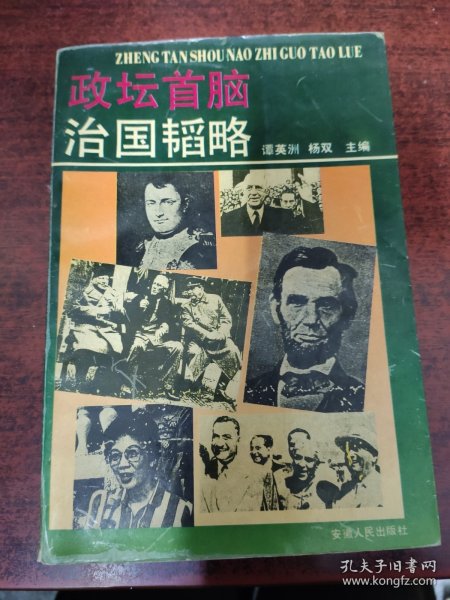 ZHENG TAN SHOU NAO ZHI GUO TAO LUE
政坛首脑
治国韬略
谭英洲 杨双 主编
安徽人民出版社
孔夫子旧书网
www.kongfz.com